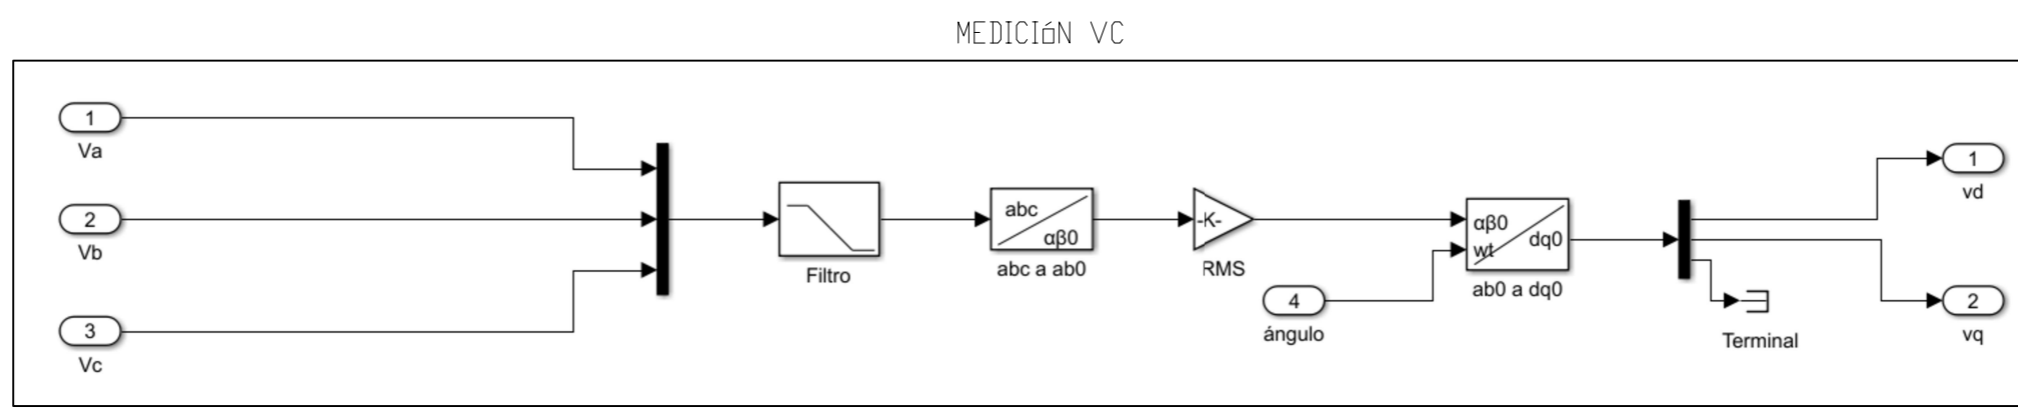 MEDICIóN VC
1
Va
2
Vb
3
Vc
Filtro
abc
αβ0
abc a ab0
-K-
RMS
4
ángulo
αβ0
wt
dq0
ab0 a dq0
Terminal
1
vd
2
vq